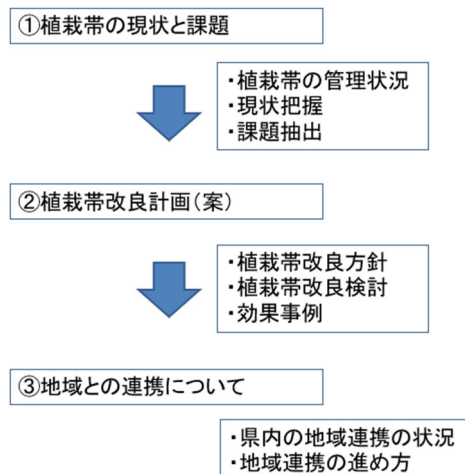 ①植栽帯の現状と課題
・植栽帯の管理状況
・現状把握
・課題抽出
②植栽帯改良計画(案)
・植栽帯改良方針
・植栽帯改良検討
・効果事例
③地域との連携について
・県内の地域連携の状況
・地域連携の進め方